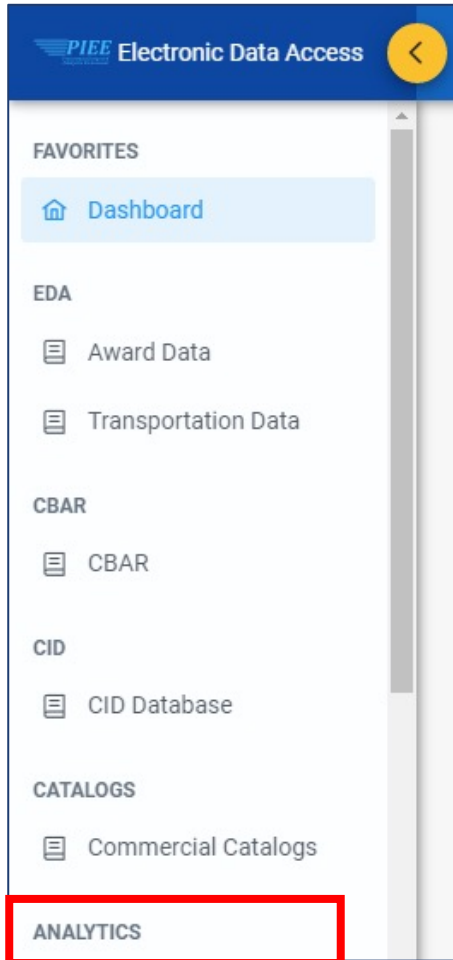 PIEE Electronic Data Access
FAVORITES
Dashboard
EDA
Award Data
Transportation Data
CBAR
CBAR
CID
CID Database
CATALOGS
Commercial Catalogs
ANALYTICS